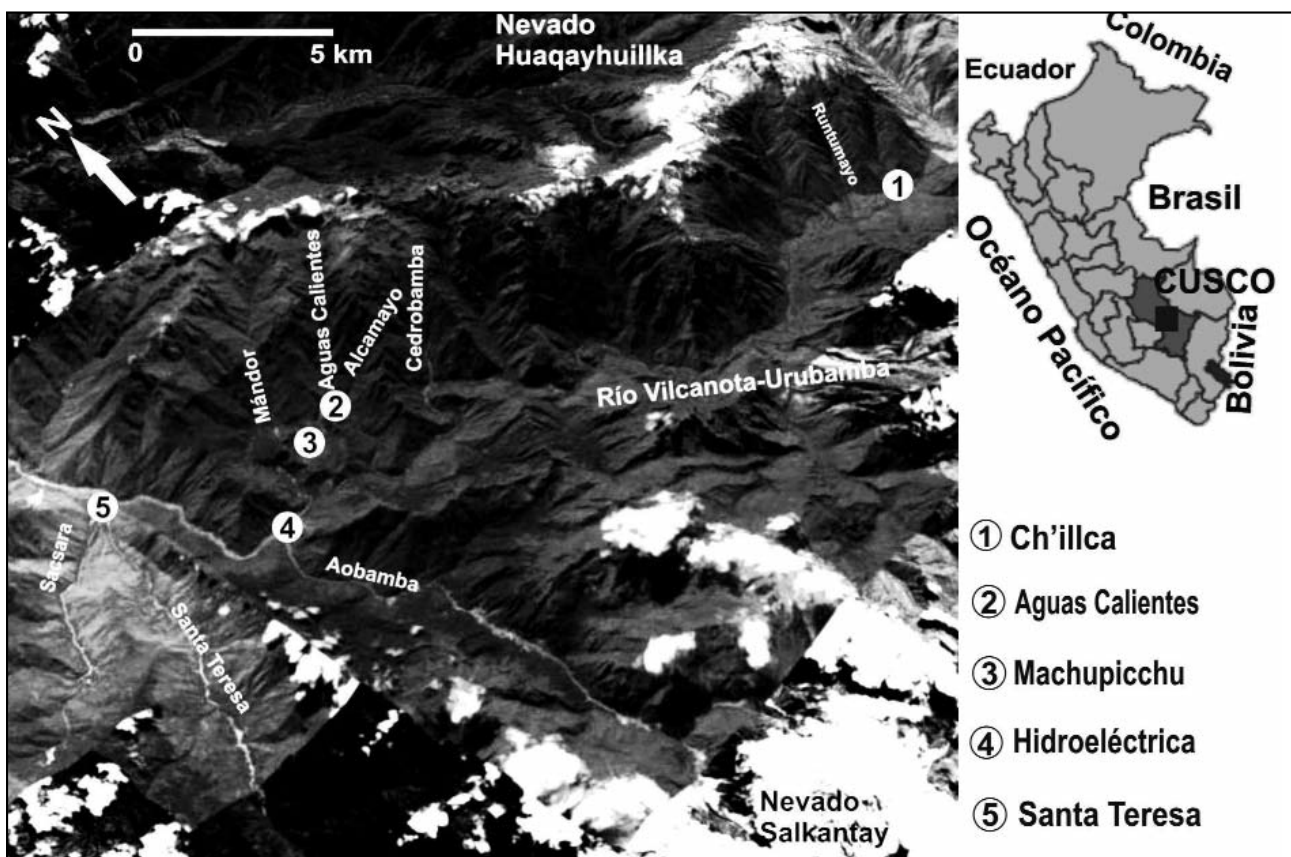 0 5 km
Nevado
Huaqayhuillka
N
Runtumayo
1
Aguas Calientes
Alcamayo
Cedrobamba
Mándor
2
3
Río Vilcanota-Urubamba
5
4
Sacsara
Santa Teresa
Aobamba
Nevado
Salkantay
Colombia
Ecuador
Brasil
CUSCO
Océano Pacífico
Bolivia
1 Ch'illca
2 Aguas Calientes
3 Machupicchu
4 Hidroeléctrica
5 Santa Teresa